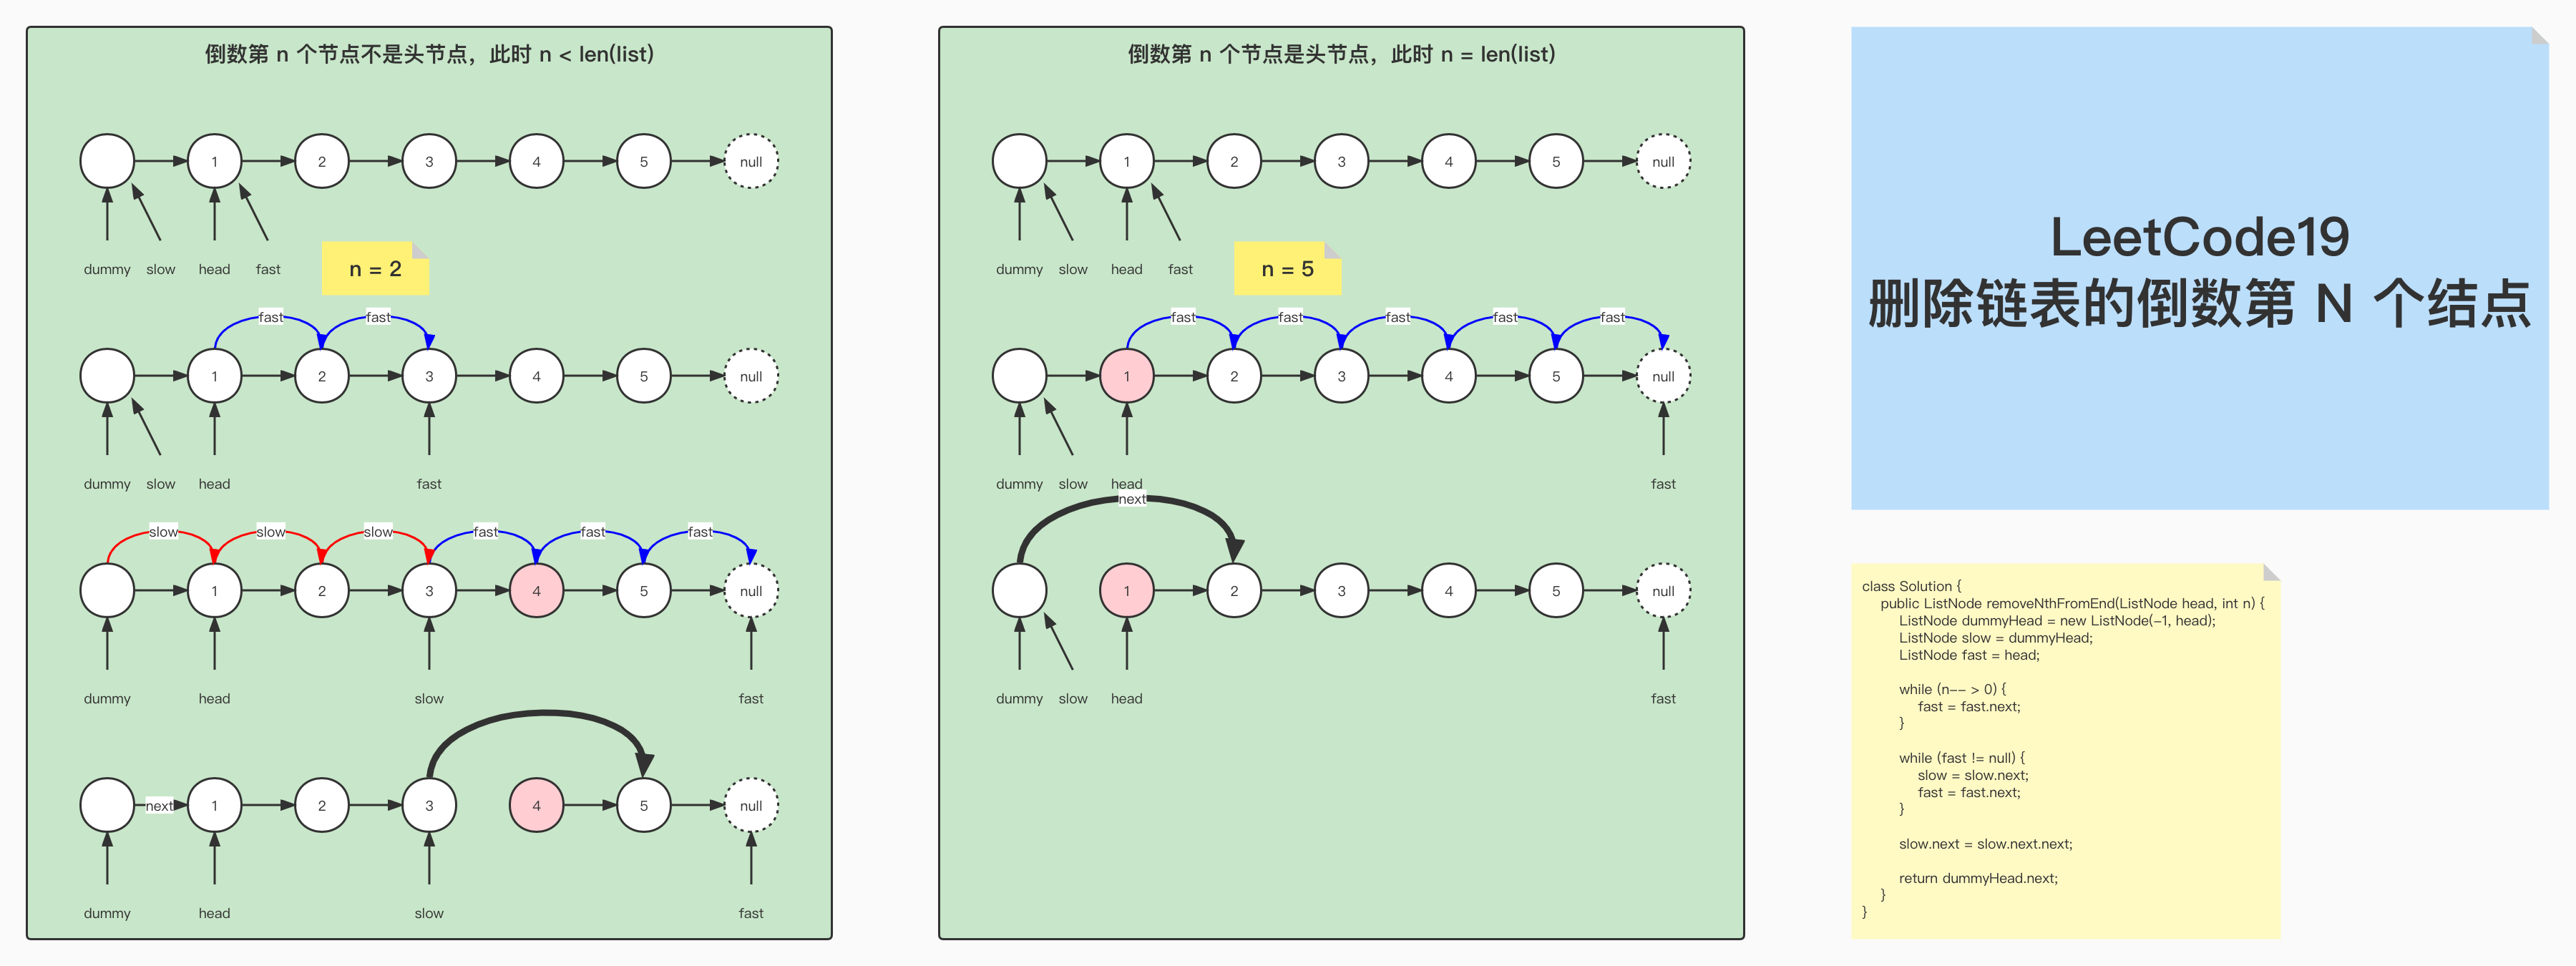 倒数第 n 个节点不是头节点，此时 n < len(list)
1 2 3 4 5 null
dummy slow head fast
n = 2
fast fast
1 2 3 4 5 null
dummy slow head fast
slow slow slow fast fast fast
1 2 3 4 5 null
dummy head slow fast
next 1 2 3 4 5 null
dummy head slow fast
倒数第 n 个节点是头节点，此时 n = len(list)
1 2 3 4 5 null
dummy slow head fast
n = 5
fast fast fast fast fast
1 2 3 4 5 null
dummy slow head fast
next
1 2 3 4 5 null
dummy slow head fast
LeetCode19
删除链表的倒数第 N 个结点
class Solution {
public ListNode removeNthFromEnd(ListNode head, int n) {
ListNode dummyHead = new ListNode(-1, head);
ListNode slow = dummyHead;
ListNode fast = head;
while (n-- > 0) {
fast = fast.next;
}
while (fast != null) {
slow = slow.next;
fast = fast.next;
}
slow.next = slow.next.next;
return dummyHead.next;
}
}